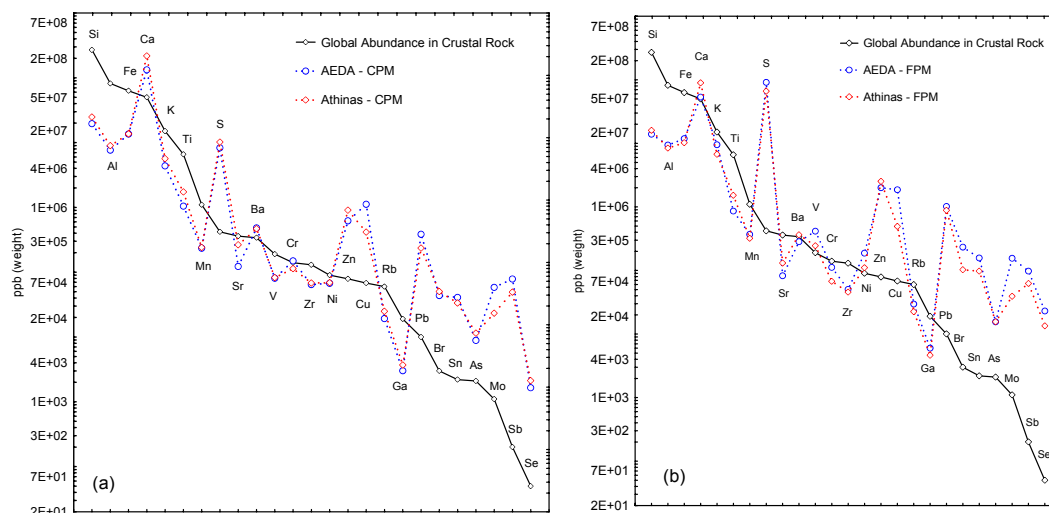 7E+08
2E+08
5E+07
2E+07
4E+06
1E+06
3E+05
7E+04
2E+04
4E+03
1E+03
3E+02
7E+01
2E+01
ppb (weight)
Si
Ca
Fe
K
Ti
Al
S
Mn
Ba
Sr
Cr
V
Zr
Zn
Ni
Cu
Rb
Ga
Pb
Br
Sn As
Mo
Sb
Se
Global Abundance in Crustal Rock
AEDA - CPM
Athinas - CPM
(a)
7E+08
2E+08
5E+07
2E+07
4E+06
1E+06
3E+05
7E+04
2E+04
4E+03
1E+03
3E+02
7E+01
2E+01
ppb (weight)
Si
Ca
Fe
K
Ti
Al
S
Mn
Ba
V
Sr
Cr
Zr
Zn
Ni
Cu
Rb
Ga
Pb
Br
Sn As
Mo
Sb
Se
Global Abundance in Crustal Rock
AEDA - FPM
Athinas - FPM
(b)